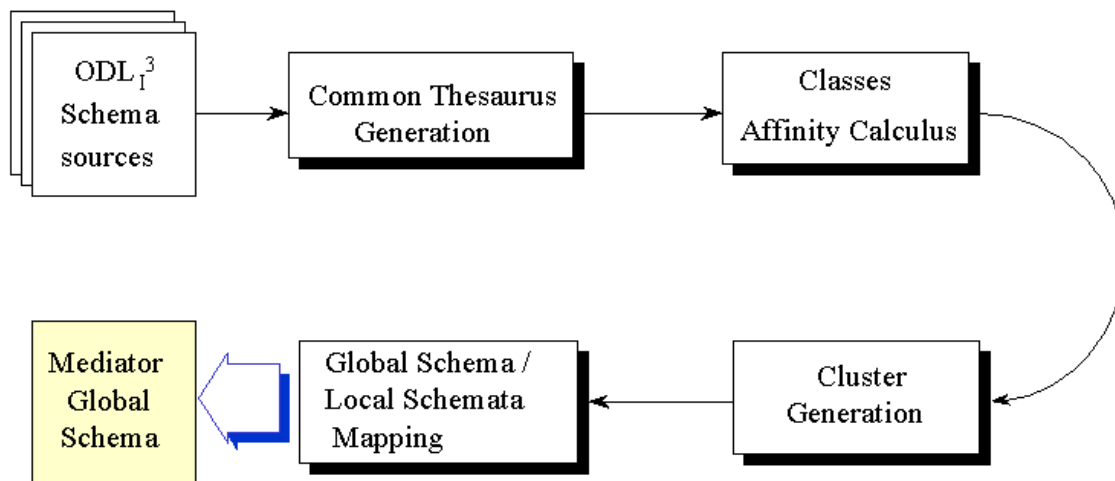 ODL I 3
Schema
sources
Common Thesaurus
Generation
Classes
Affinity Calculus
Mediator
Global
Schema
Global Schema /
Local Schemata
Mapping
Cluster
Generation